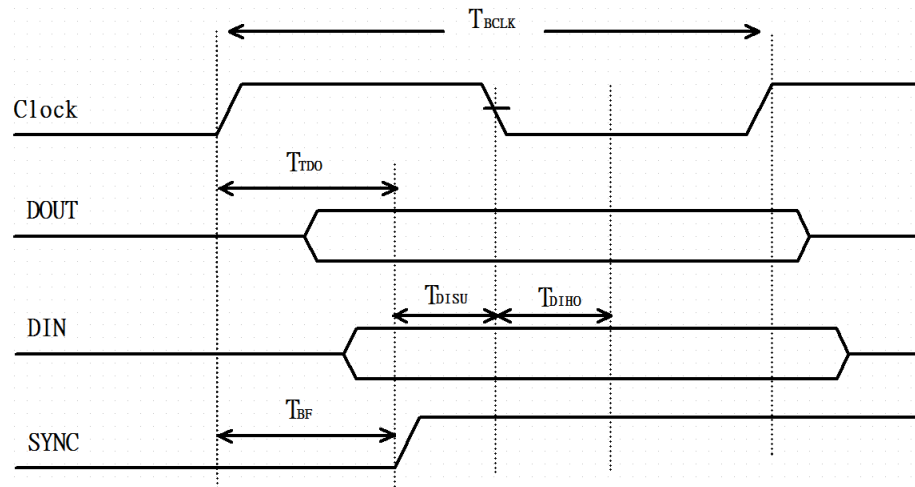 TBCLK
Clock
TTDO
DOUT
TDISU
TDIHO
DIN
TBF
SYNC